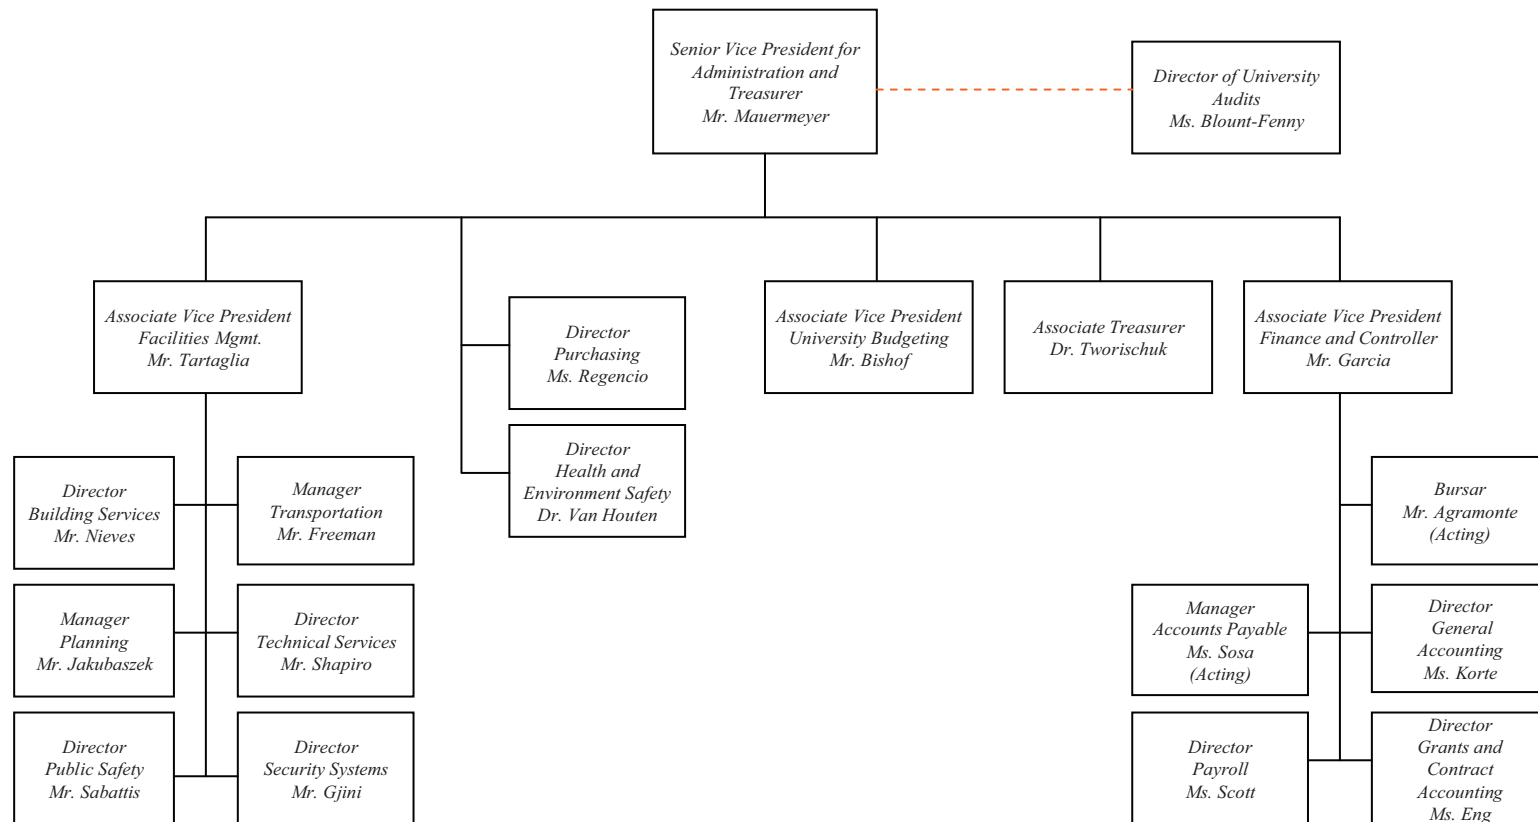 Senior Vice President for
Administration and
Treasurer
Mr. Mauermeyer
Director of University
Audits
Ms. Blount-Fenny
Associate Vice President
Facilities Mgmt.
Mr. Tartaglia
Director
Purchasing
Ms. Regencio
Associate Vice President
University Budgeting
Mr. Bishof
Associate Treasurer
Dr. Tworischuk
Associate Vice President
Finance and Controller
Mr. Garcia
Director
Health and
Environment Safety
Dr. Van Houten
Director
Building Services
Mr. Nieves
Manager
Transportation
Mr. Freeman
Bursar
Mr. Agramonte
(Acting)
Manager
Planning
Mr. Jakubaszek
Director
Technical Services
Mr. Shapiro
Manager
Accounts Payable
Ms. Sosa
(Acting)
Director
General
Accounting
Ms. Korte
Director
Public Safety
Mr. Sabattis
Director
Security Systems
Mr. Gjini
Director
Payroll
Ms. Scott
Director
Grants and
Contract
Accounting
Ms. Eng